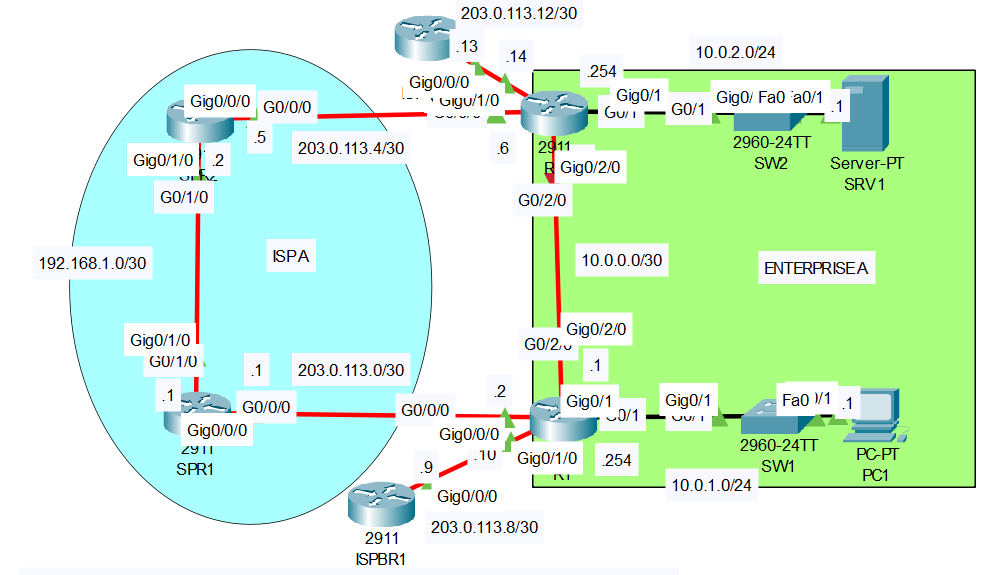 203.0.113.12/30
.13
.14
Gig0/0/0
10.0.2.0/24
.254
Gig0/1
G0/1
G0/1
Fa0
.1
2960-24TT
SW2
Server-PT
SRV1
Gig0/0/0
G0/0/0
.5
203.0.113.4/30
.6
2911
Gig0/1/0
.2
G0/1/0
Gig0/2/0
G0/2/0
192.168.1.0/30
ISPA
10.0.0.0/30
ENTERPRISEA
Gig0/1/0
G0/1/0
Gig0/2/0
.1
203.0.113.0/30
.1
.1
G0/0/0
Gig0/0/0
2911
SPR1
.2
G0/0/0
Gig0/0/0
Gig0/1
Gig0/1
G0/1
Fa0
.1
2960-24TT
SW1
PC-PT
PC1
.10
Gig0/1/0
R1
.254
.9
Gig0/0/0
203.0.113.8/30
10.0.1.0/24
2911
ISPBR1